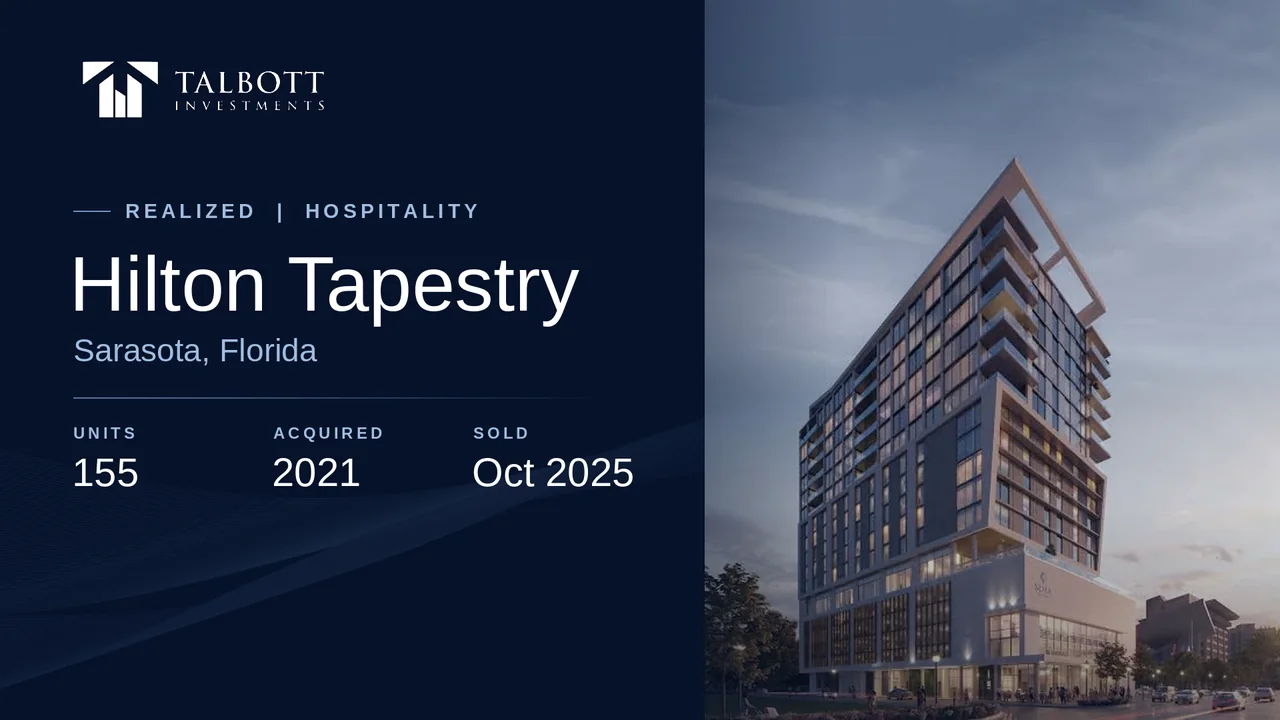 TALBOTT
INVESTMENTS
REALIZED | HOSPITALITY
Hilton Tapestry
Sarasota, Florida
UNITS ACQUIRED SOLD
155 2021 Oct 2025